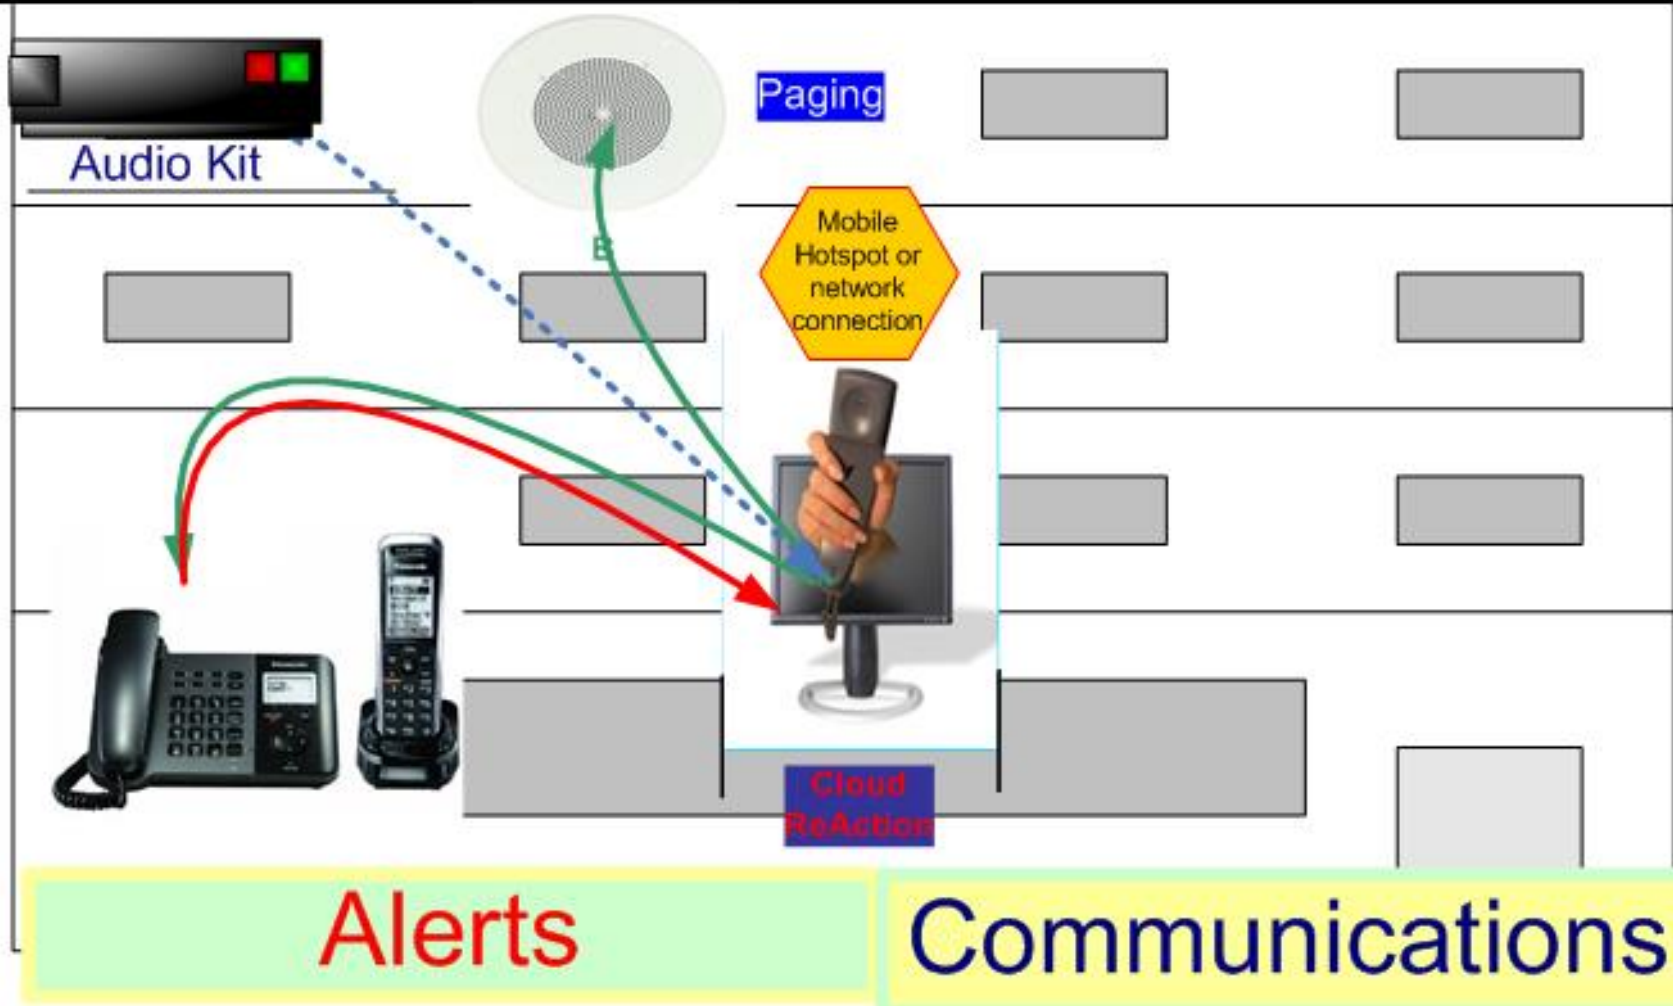 Paging
Audio Kit
Mobile
Hotspot or
network
connection
E
Cloud
ReAction
Alerts
Communications